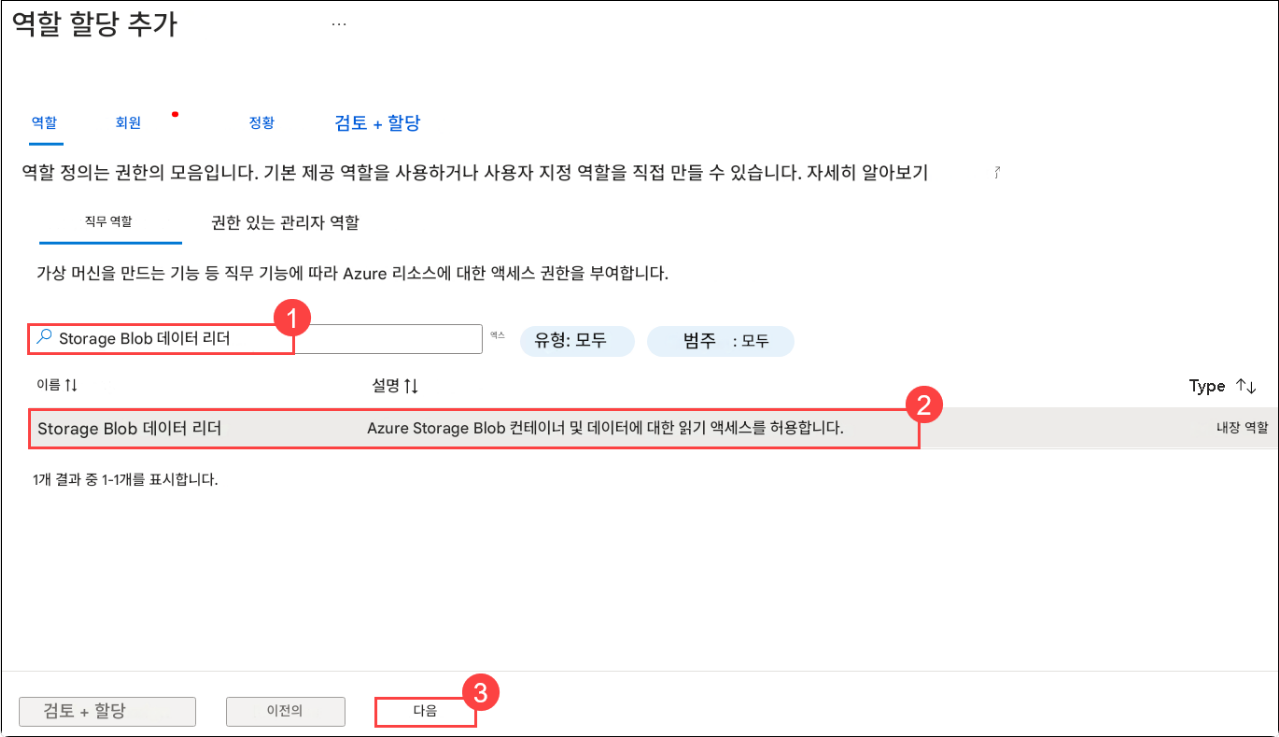 역할 할당 추가 ...
역할 회원 정황 검토 + 할당
역할 정의는 권한의 모음입니다. 기본 제공 역할을 사용하거나 사용자 지정 역할을 직접 만들 수 있습니다. 자세히 알아보기
직무 역할 권한 있는 관리자 역할
가상 머신을 만드는 기능 등 직무 기능에 따라 Azure 리소스에 대한 액세스 권한을 부여합니다.
1
Storage Blob 데이터 리더 엑스 유형: 모두 범주 : 모두
이름 ↑↓ 설명 ↑↓ Type ↑↓
2
Storage Blob 데이터 리더 Azure Storage Blob 컨테이너 및 데이터에 대한 읽기 액세스를 허용합니다. 내장 역할
1개 결과 중 1-1개를 표시합니다.
3
검토 + 할당 이전의 다음